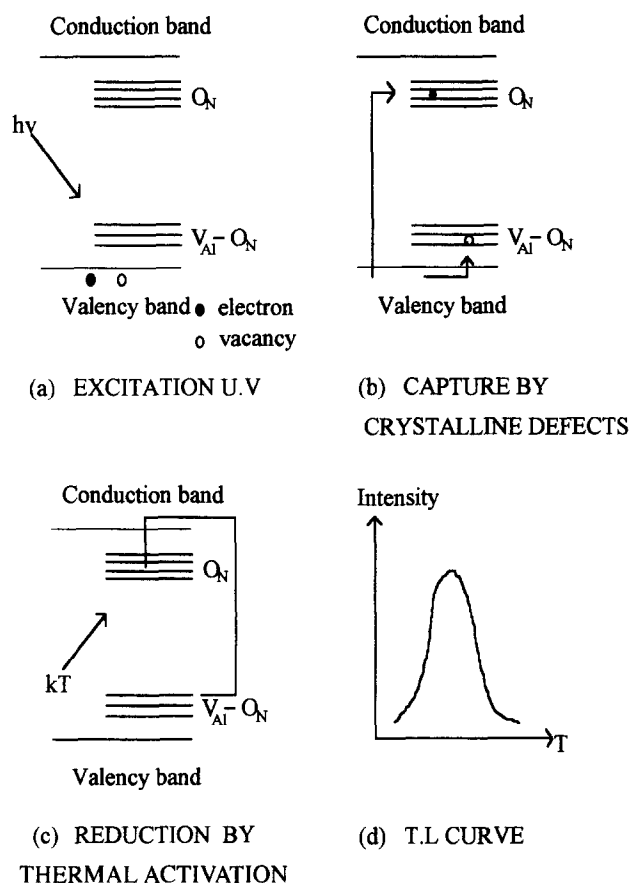 Conduction band
O_N
hν
V_Al – O_N
Valency band
● electron
○ vacancy
(a) EXCITATION U.V
Conduction band
O_N
V_Al – O_N
Valency band
(b) CAPTURE BY
CRYSTALLINE DEFECTS
Conduction band
O_N
kT
V_Al – O_N
Valency band
(c) REDUCTION BY
THERMAL ACTIVATION
Intensity
T
(d) T.L CURVE